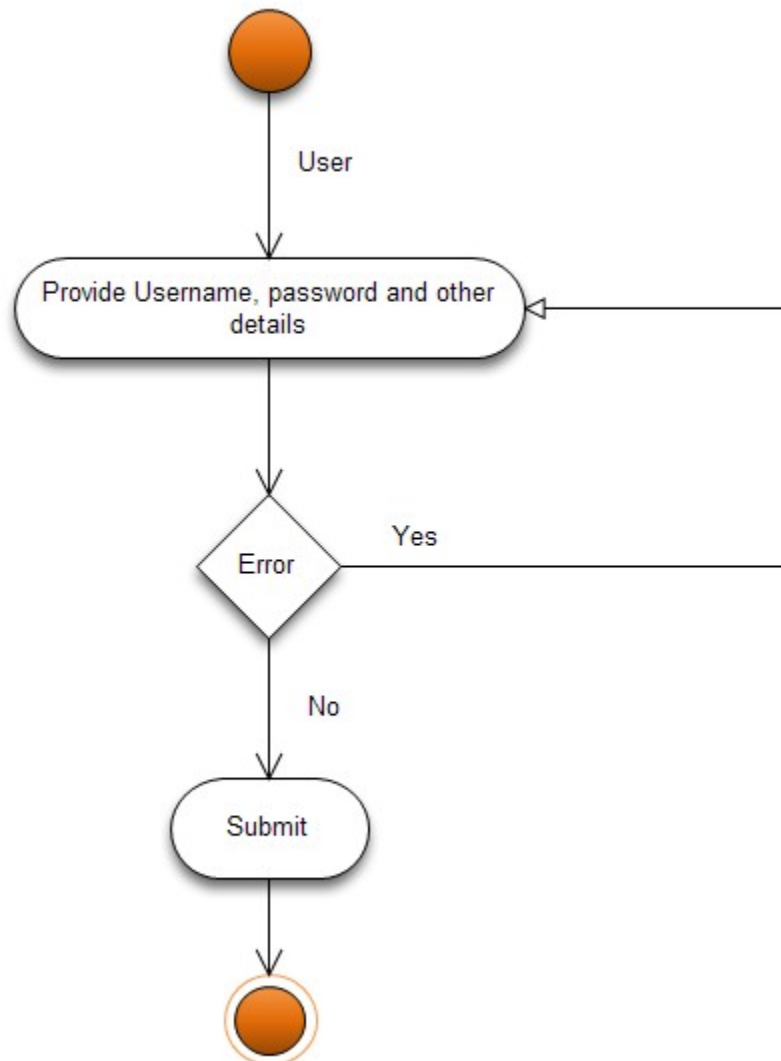 User
Provide Username, password and other
details
Error
Yes
No
Submit